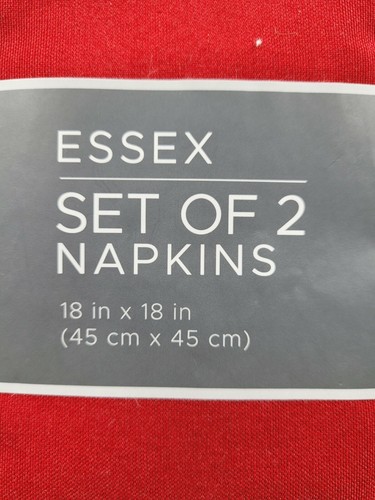 ESSEX
SET OF 2
NAPKINS
18 in x 18 in
(45 cm x 45 cm)